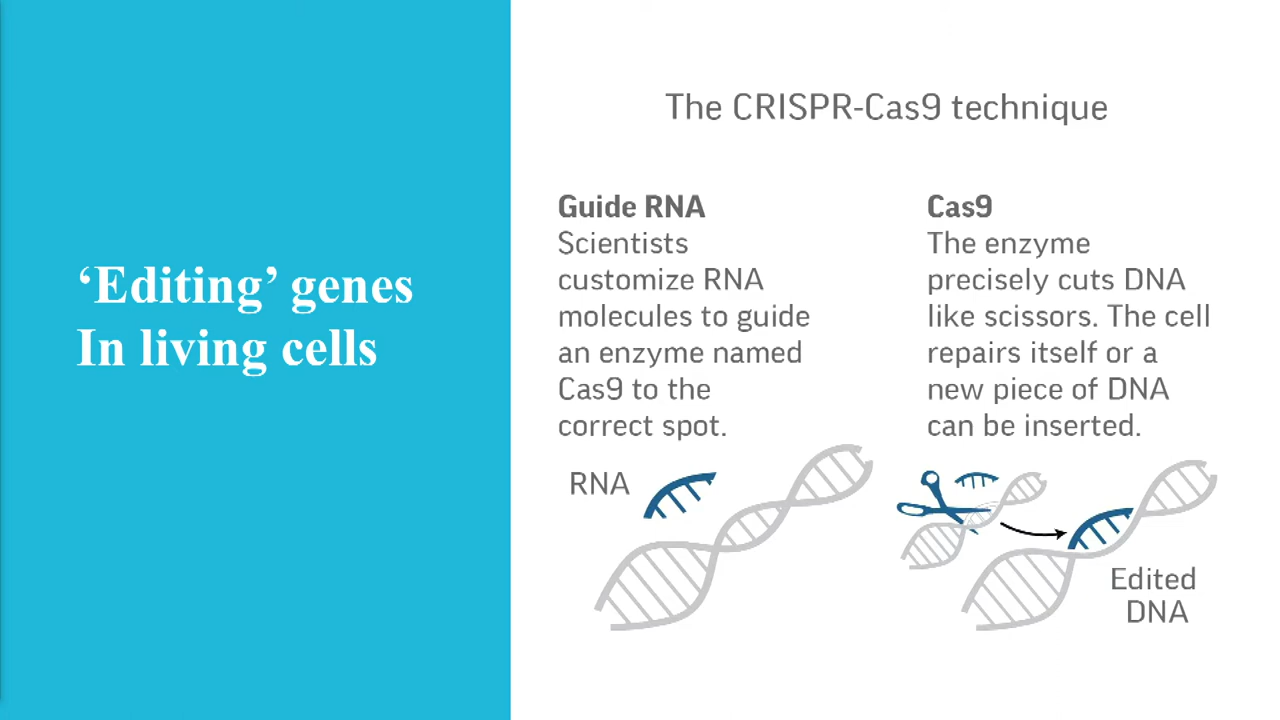 ‘Editing’ genes
In living cells
The CRISPR-Cas9 technique
Guide RNA
Scientists
customize RNA
molecules to guide
an enzyme named
Cas9 to the
correct spot.
RNA
Cas9
The enzyme
precisely cuts DNA
like scissors. The cell
repairs itself or a
new piece of DNA
can be inserted.
Edited
DNA